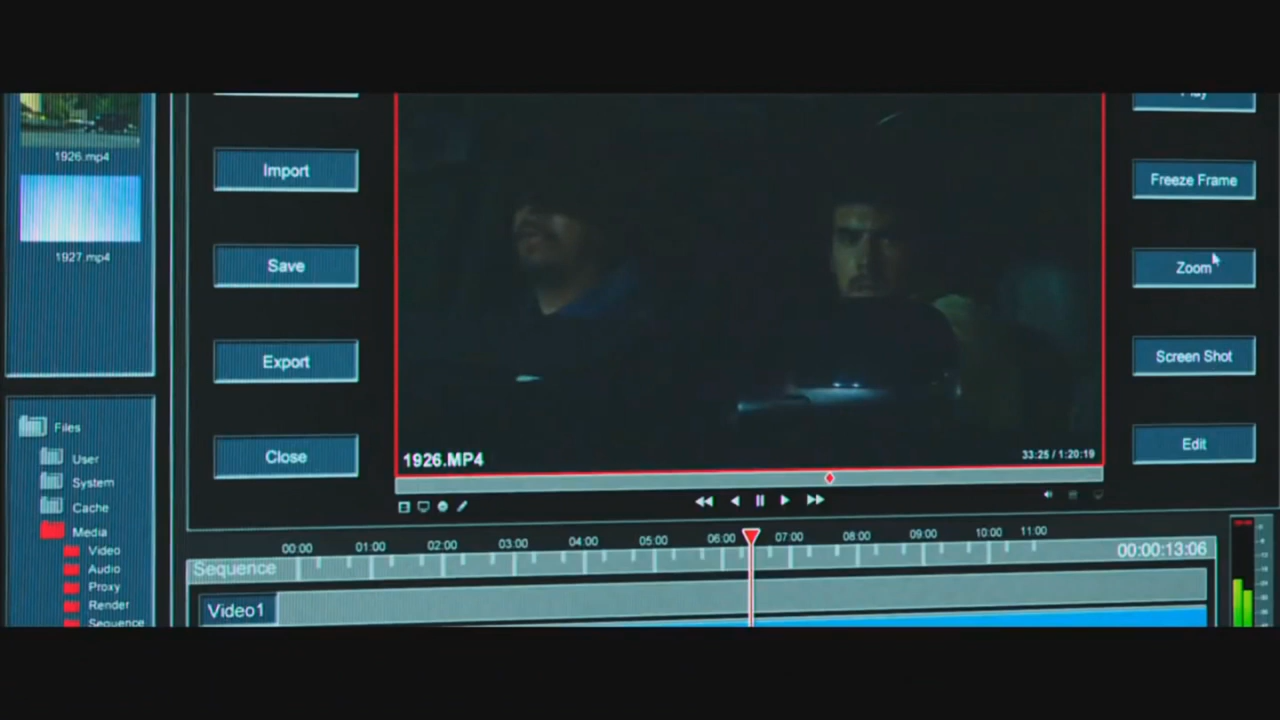 1926.mp4
1927.mp4
Files
User
System
Cache
Media
Video
Audio
Proxy
Render
Sequence
Import
Save
Export
Close
1926.MP4
33:25 / 1:20:19
Play
Freeze Frame
Zoom
Screen Shot
Edit
00:00 01:00 02:00 03:00 04:00 05:00 06:00 07:00 08:00 09:00 10:00 11:00
Sequence
00:00:13:06
Video1